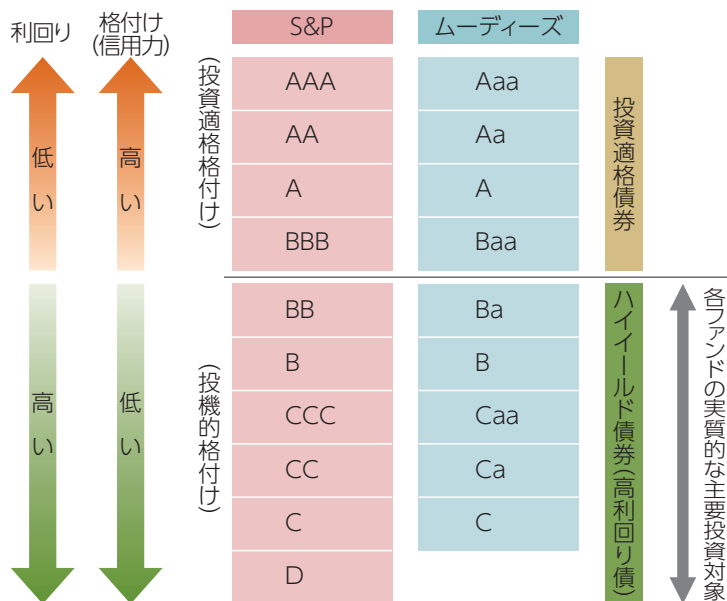 利回り
格付け
(信用力)
S&P
ムーディーズ
低い
高い
(投資適格格付け)
AAA
Aaa
AA
Aa
A
A
BBB
Baa
投資適格債券
高い
低い
(投機的格付け)
BB
Ba
B
B
CCC
Caa
CC
Ca
C
C
D
ハイイールド債券(高利回り債)
各ファンドの実質的な主要投資対象